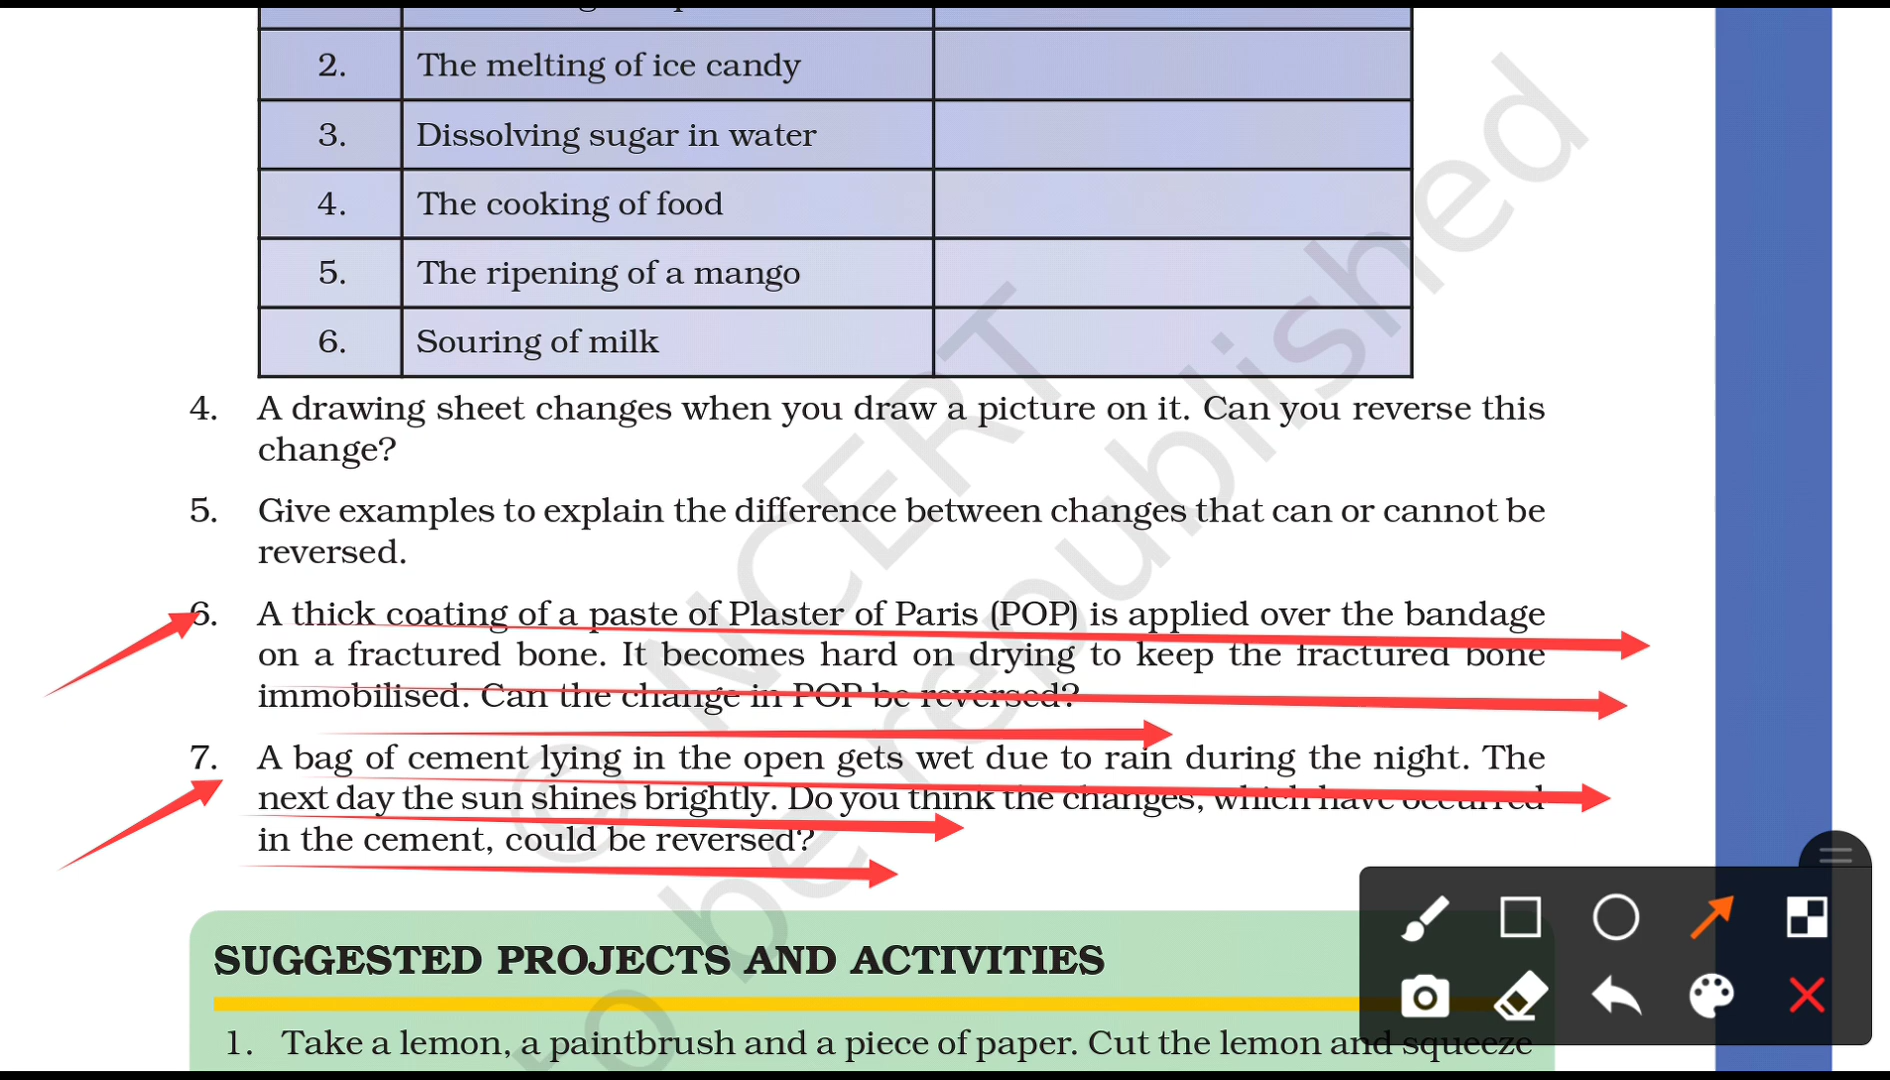 2. The melting of ice candy
3. Dissolving sugar in water
4. The cooking of food
5. The ripening of a mango
6. Souring of milk
4. A drawing sheet changes when you draw a picture on it. Can you reverse this
change?
5. Give examples to explain the difference between changes that can or cannot be
reversed.
6. A thick coating of a paste of Plaster of Paris (POP) is applied over the bandage
on a fractured bone. It becomes hard on drying to keep the fractured bone
immobilised. Can the change in POP be reversed?
7. A bag of cement lying in the open gets wet due to rain during the night. The
next day the sun shines brightly. Do you think the changes, which have occurred
in the cement, could be reversed?
SUGGESTED PROJECTS AND ACTIVITIES
1. Take a lemon, a paintbrush and a piece of paper. Cut the lemon and squeeze
© NCERT
to be republished